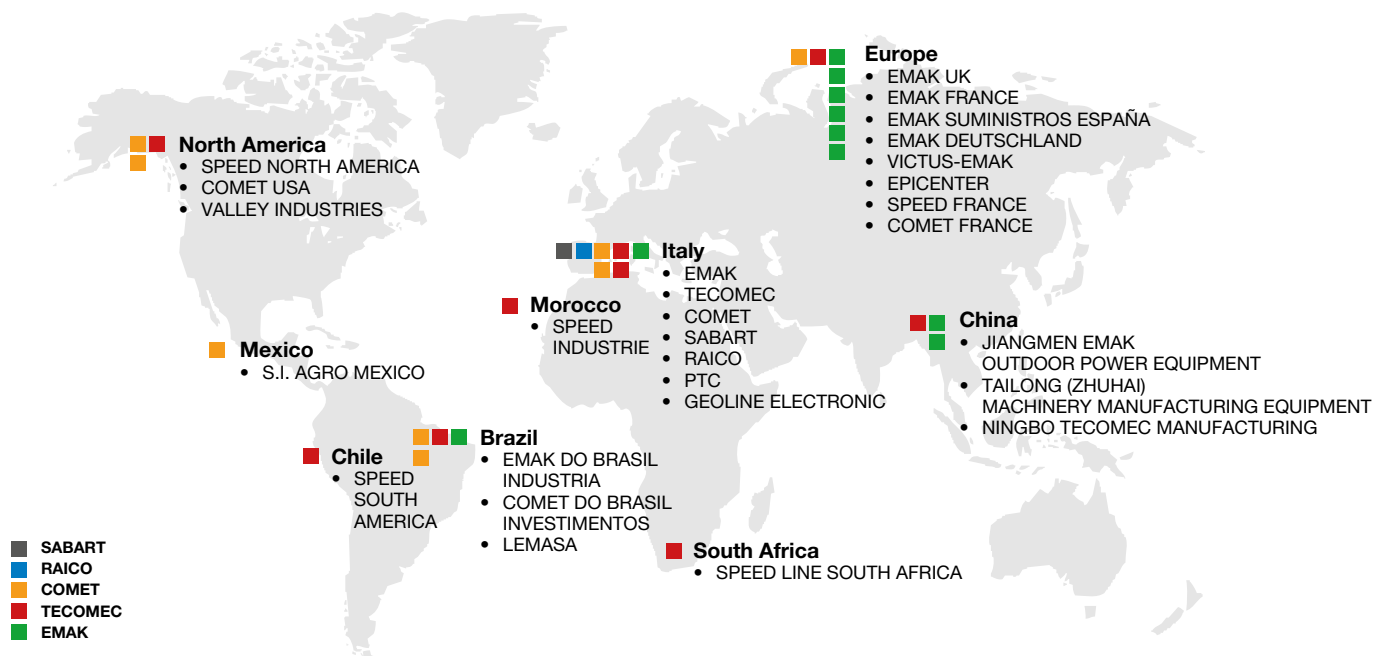 Europe
• EMAK UK
• EMAK FRANCE
• EMAK SUMINISTROS ESPAÑA
• EMAK DEUTSCHLAND
• VICTUS-EMAK
• EPICENTER
• SPEED FRANCE
• COMET FRANCE
North America
• SPEED NORTH AMERICA
• COMET USA
• VALLEY INDUSTRIES
Italy
• EMAK
• TECOMEC
• COMET
• SABART
• RAICO
• PTC
• GEOLINE ELECTRONIC
Morocco
• SPEED
INDUSTRIE
China
• JIANGMEN EMAK
OUTDOOR POWER EQUIPMENT
• TAILONG (ZHUHAI)
MACHINERY MANUFACTURING EQUIPMENT
• NINGBO TECOMEC MANUFACTURING
Mexico
• S.I. AGRO MEXICO
Brazil
• EMAK DO BRASIL
INDUSTRIA
• COMET DO BRASIL
INVESTIMENTOS
• LEMASA
Chile
• SPEED
SOUTH
AMERICA
South Africa
• SPEED LINE SOUTH AFRICA
SABART
RAICO
COMET
TECOMEC
EMAK